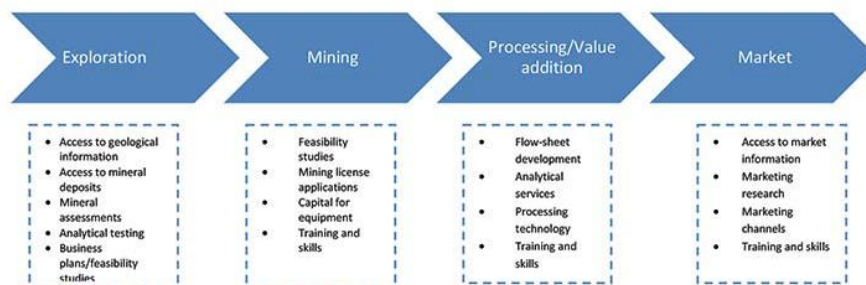 Exploration
Mining
Processing/Value
addition
Market
• Access to geological
information
• Access to mineral
deposits
• Mineral
assessments
• Analytical testing
• Business
plans/feasibility
studies
• Feasibility
studies
• Mining license
applications
• Capital for
equipment
• Training and
skills
• Flow-sheet
development
• Analytical
services
• Processing
technology
• Training and
skills
• Access to market
information
• Marketing
research
• Marketing
channels
• Training and skills